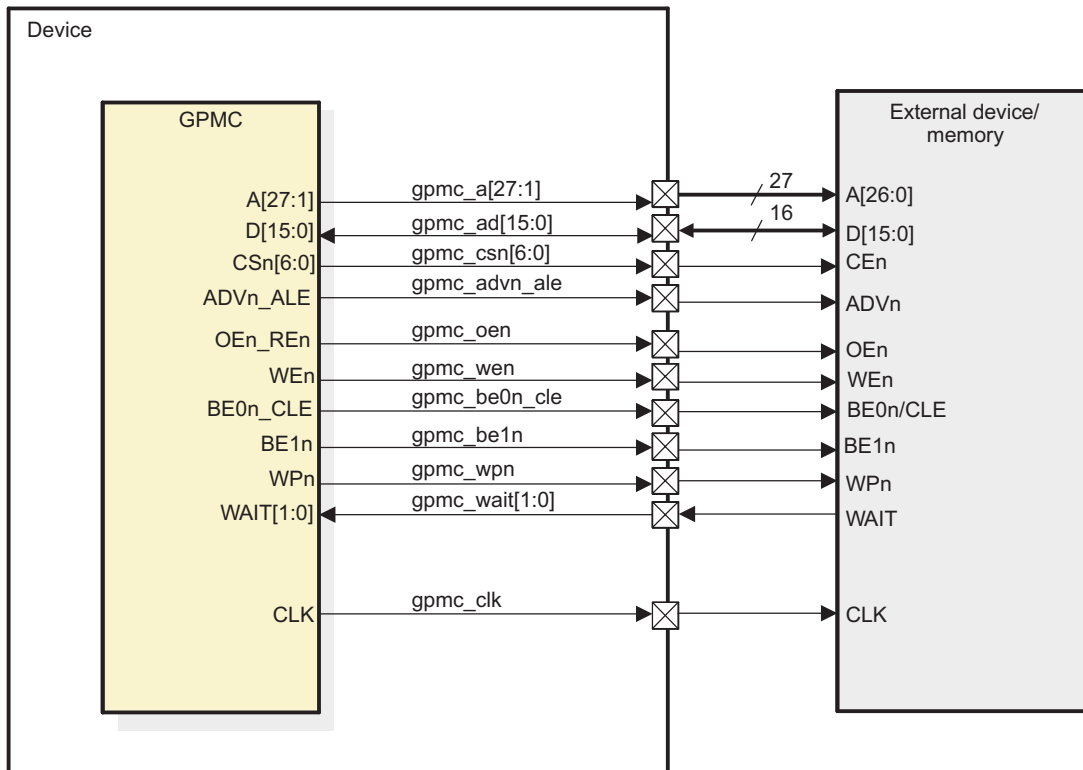 Device
GPMC
External device/
memory
A[27:1] gpmc_a[27:1] 27 A[26:0]
D[15:0] gpmc_ad[15:0] 16 D[15:0]
CSn[6:0] gpmc_csn[6:0] CEn
ADVn_ALE gpmc_advn_ale ADVn
OEn_REn gpmc_oen OEn
WEn gpmc_wen WEn
BE0n_CLE gpmc_be0n_cle BE0n/CLE
BE1n gpmc_be1n BE1n
WPn gpmc_wpn WPn
WAIT[1:0] gpmc_wait[1:0] WAIT
CLK gpmc_clk CLK